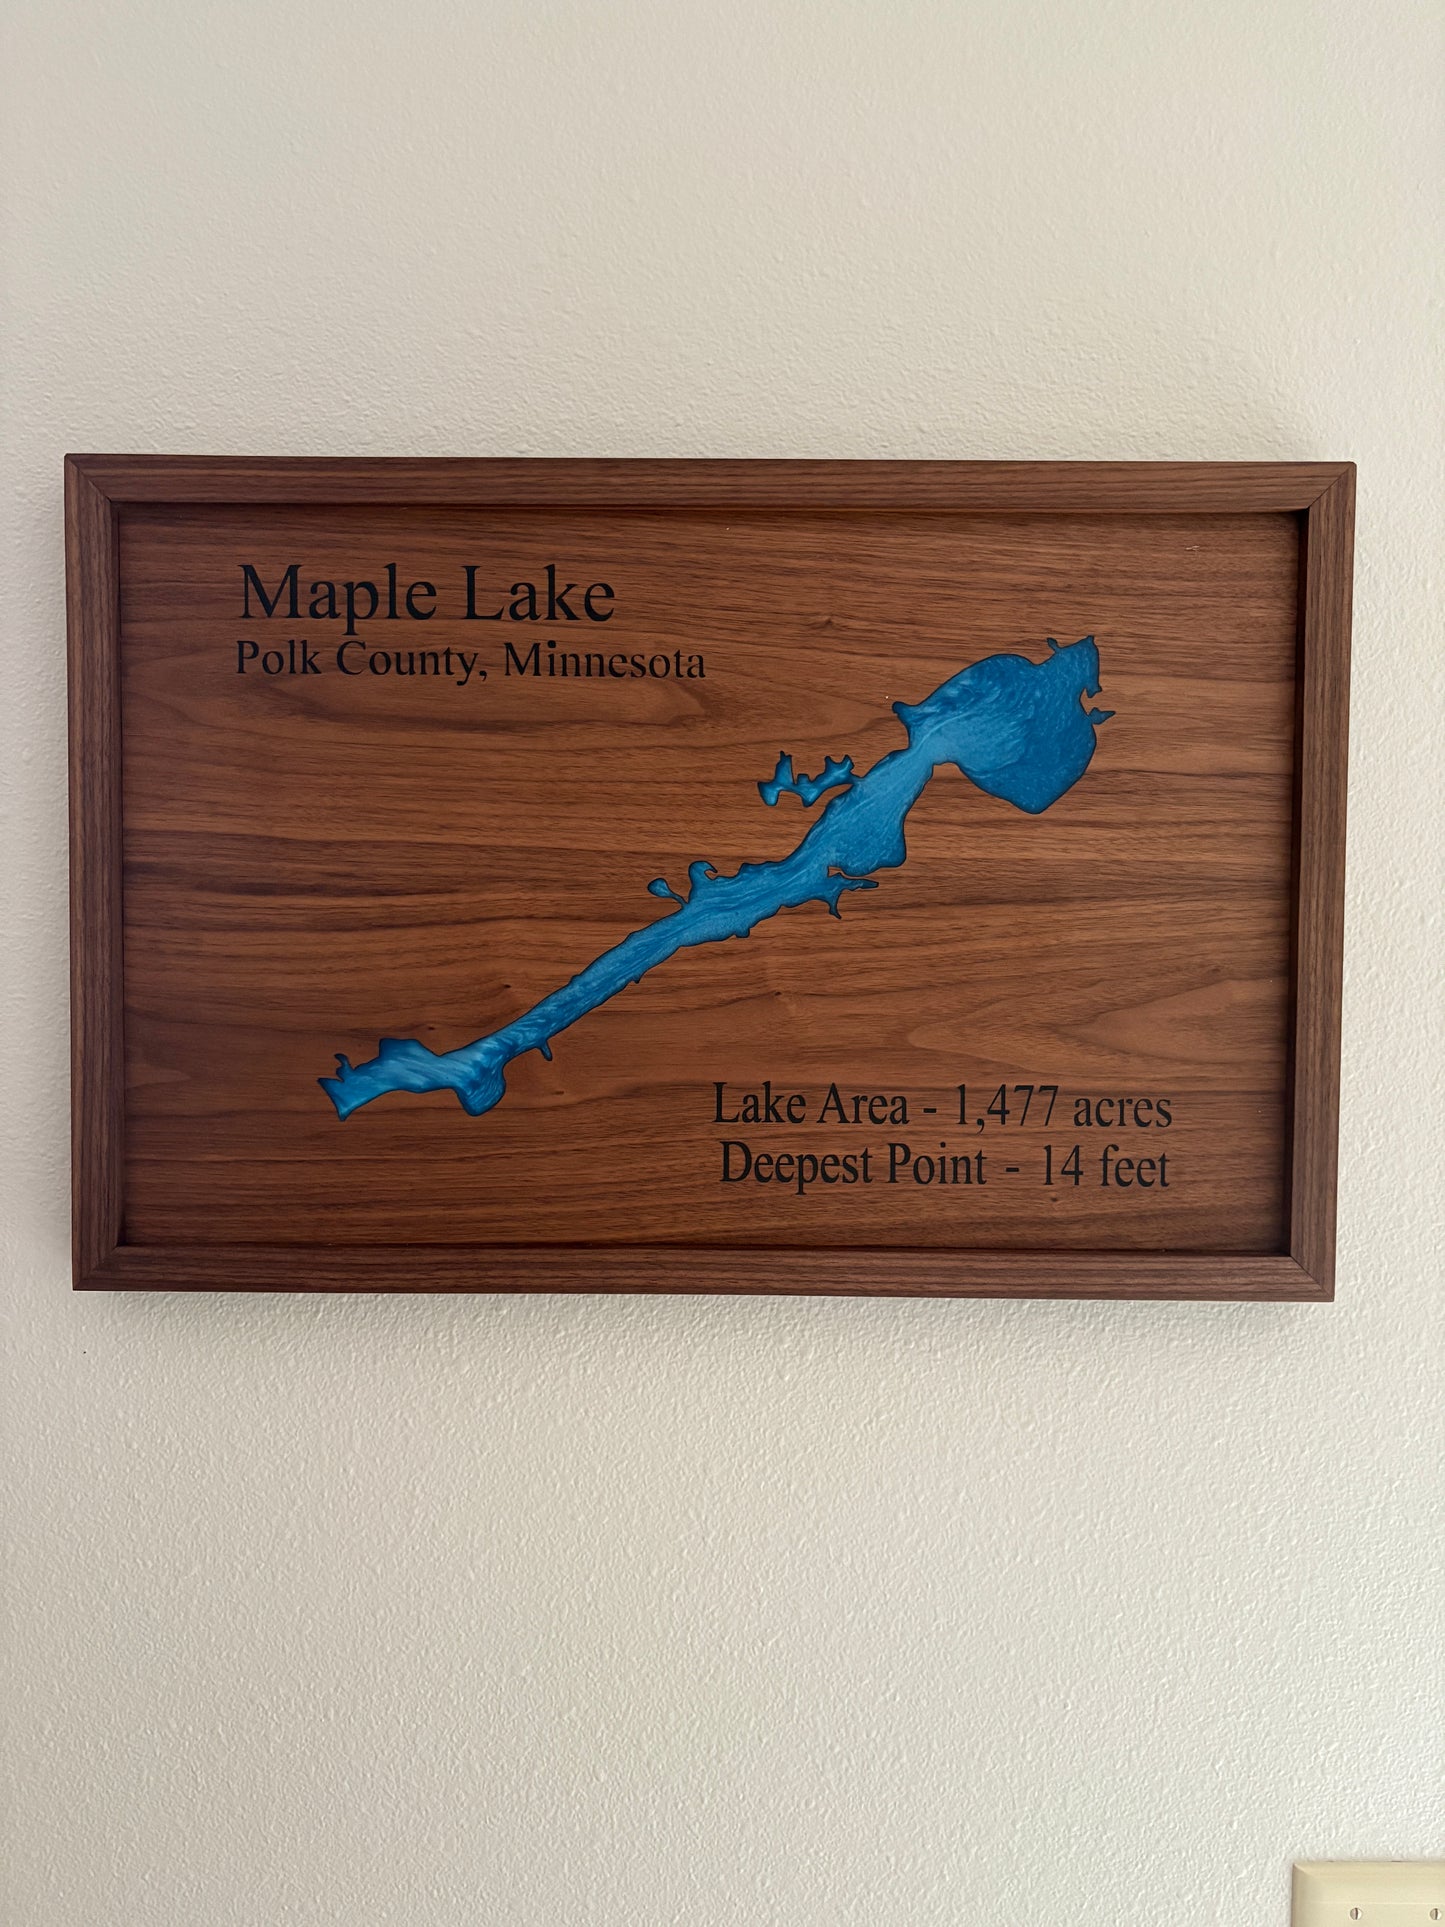 Maple Lake
Polk County, Minnesota
Lake Area - 1,477 acres
Deepest Point - 14 feet